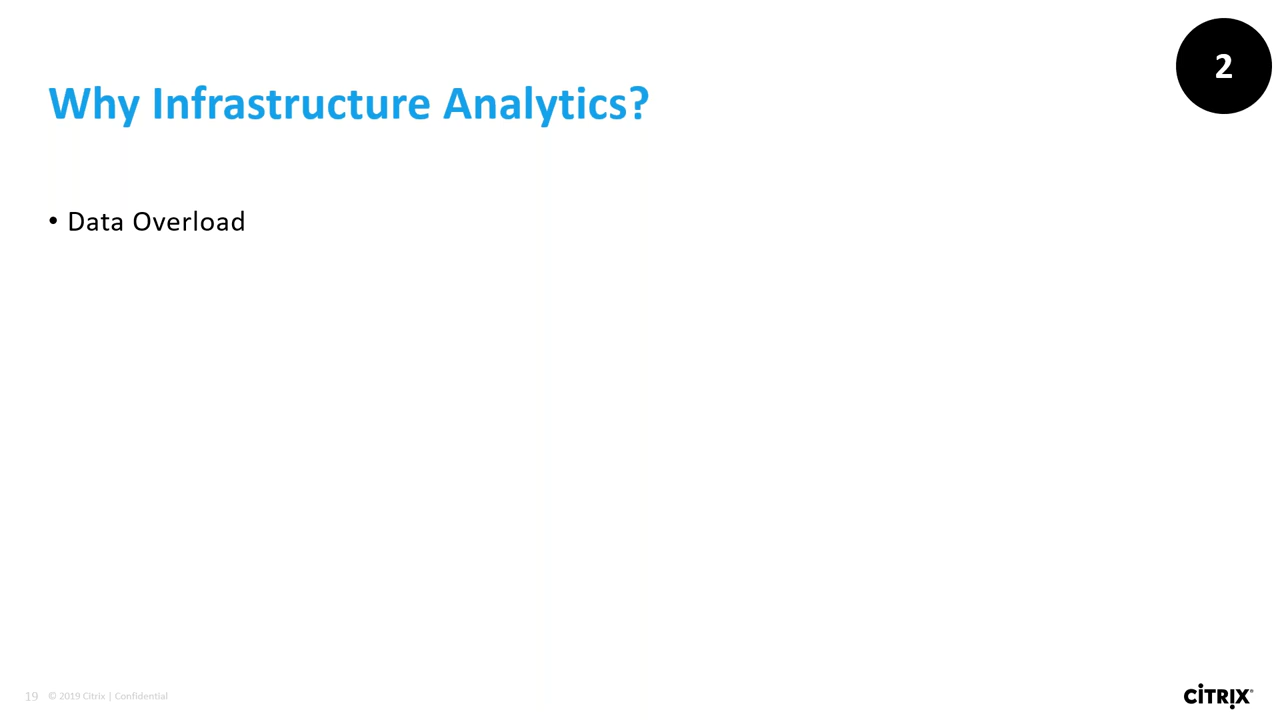 2
Why Infrastructure Analytics?
• Data Overload
19 © 2019 Citrix | Confidential
CITRIX®